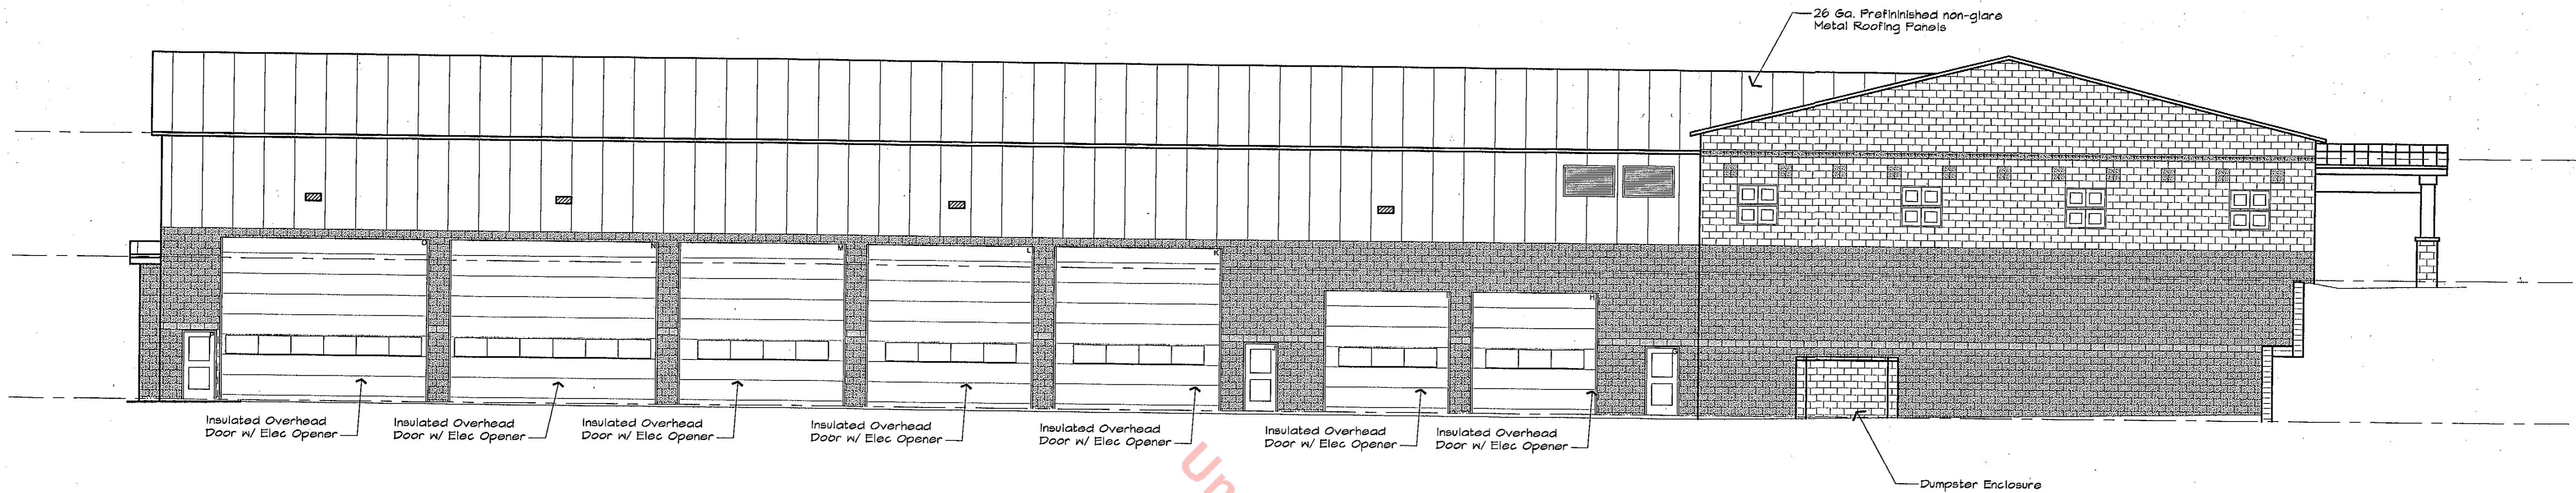 26 Ga. Prefininished non-glare
Metal Roofing Panels
O
N
M
L
K
H
P
G
Insulated Overhead
Door w/ Elec Opener
Insulated Overhead
Door w/ Elec Opener
Insulated Overhead
Door w/ Elec Opener
Insulated Overhead
Door w/ Elec Opener
Insulated Overhead
Door w/ Elec Opener
Insulated Overhead
Door w/ Elec Opener
Insulated Overhead
Door w/ Elec Opener
Un
Dumpster Enclosure